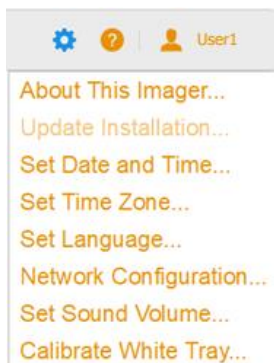 User1
About This Imager...
Update Installation...
Set Date and Time...
Set Time Zone...
Set Language...
Network Configuration...
Set Sound Volume...
Calibrate White Tray...